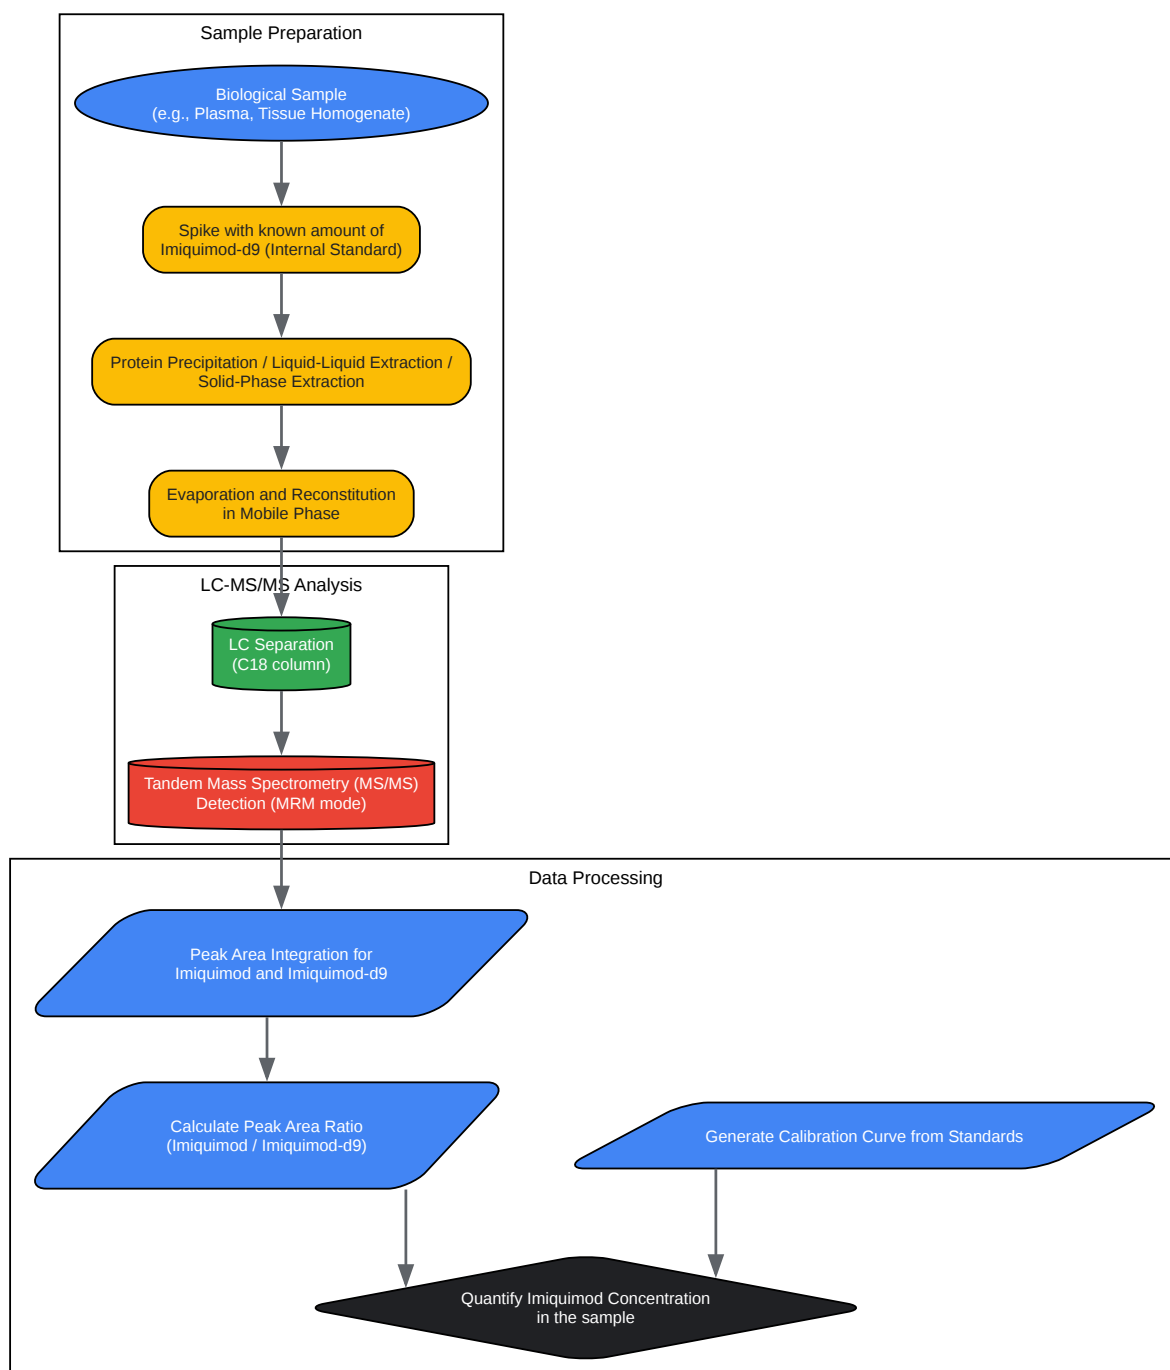 Sample Preparation
Biological Sample
(e.g., Plasma, Tissue Homogenate)
Spike with known amount of
Imiquimod-d9 (Internal Standard)
Protein Precipitation / Liquid-Liquid Extraction /
Solid-Phase Extraction
Evaporation and Reconstitution
in Mobile Phase
LC-MS/MS Analysis
LC Separation
(C18 column)
Tandem Mass Spectrometry (MS/MS)
Detection (MRM mode)
Data Processing
Peak Area Integration for
Imiquimod and Imiquimod-d9
Calculate Peak Area Ratio
(Imiquimod / Imiquimod-d9)
Generate Calibration Curve from Standards
Quantify Imiquimod Concentration
in the sample